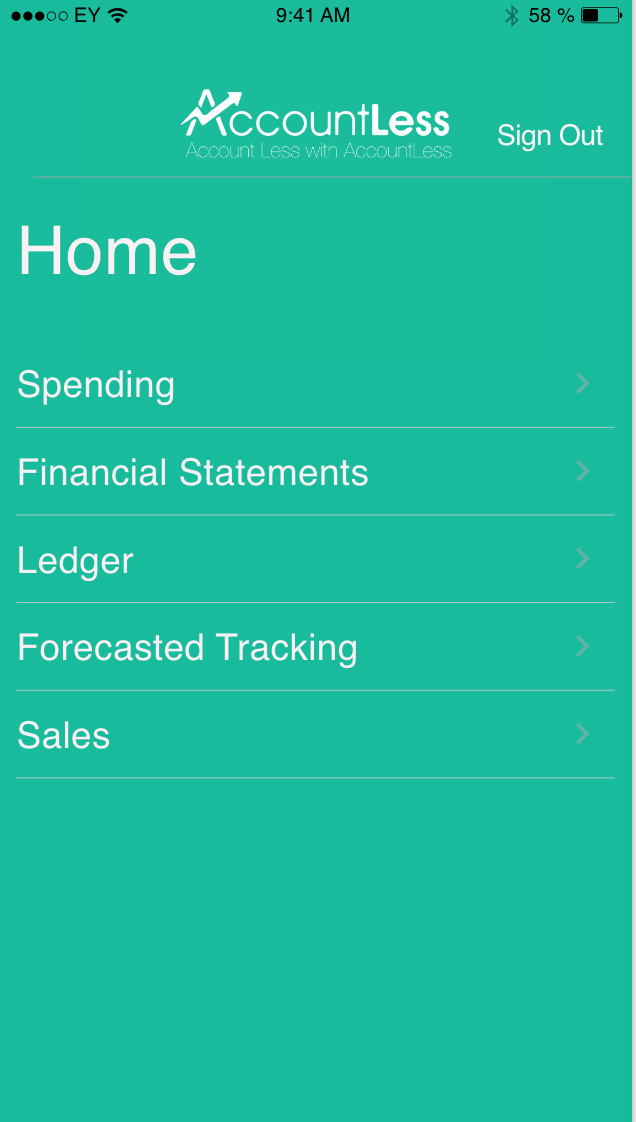 EY 9:41 AM 58 %
AccountLess
Account Less with AccountLess
Sign Out
Home
Spending
Financial Statements
Ledger
Forecasted Tracking
Sales